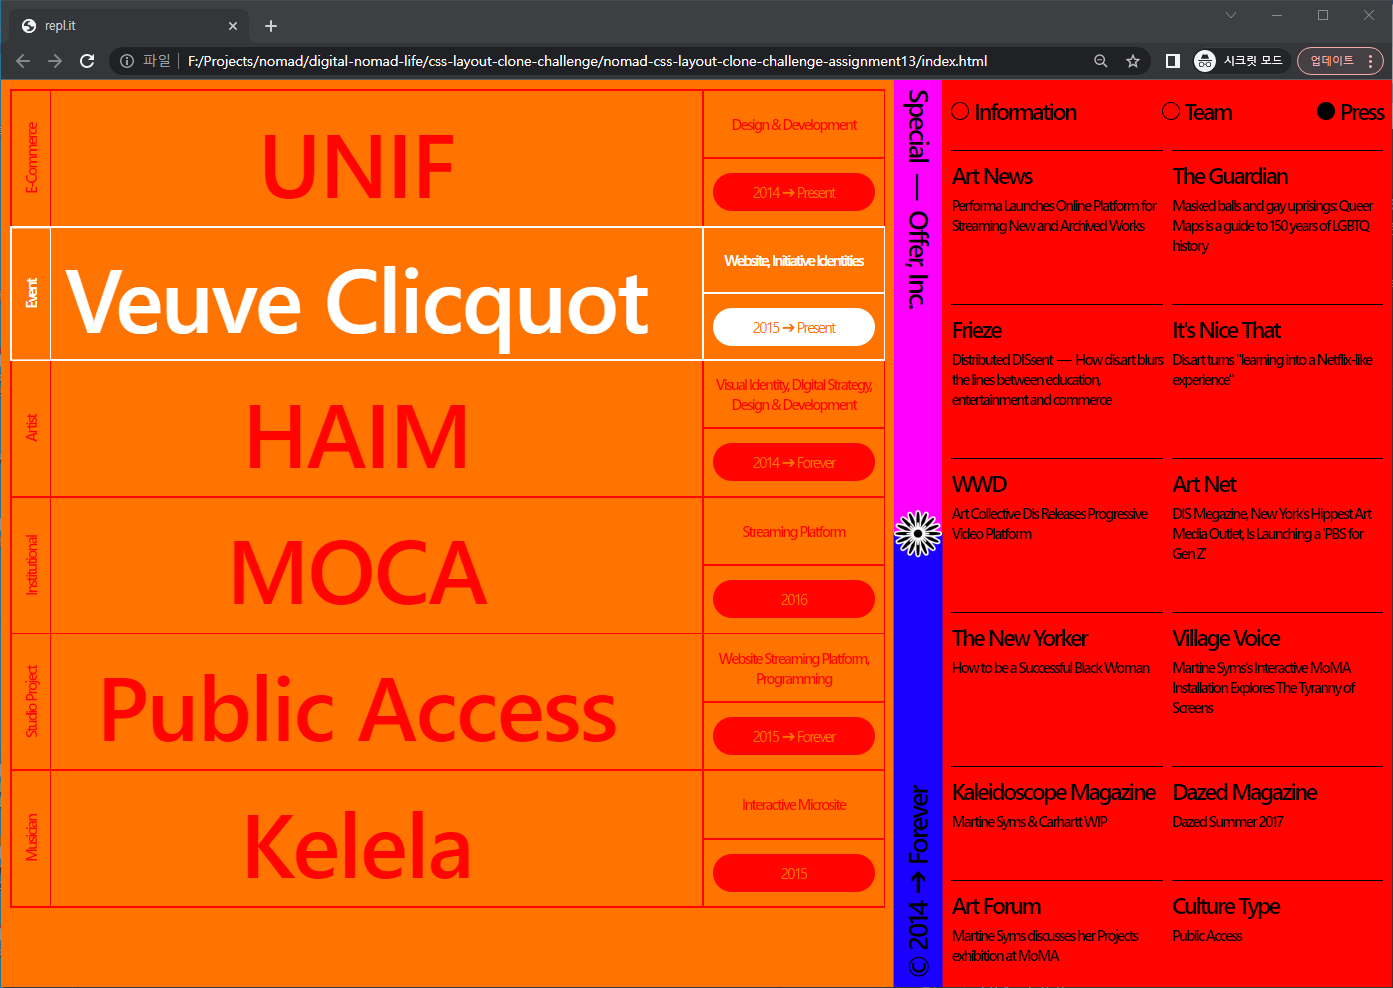 repl.it
파일
F:/Projects/nomad/digital-nomad-life/css-layout-clone-challenge/nomad-css-layout-clone-challenge-assignment13/index.html
시크릿 모드
업데이트
E-Commerce
UNIF
Design & Development
2014 ➔ Present
Event
Veuve Clicquot
Website, Initiative Identities
2015 ➔ Present
Artist
HAIM
Visual Identity, Digital Strategy,
Design & Development
2014 ➔ Forever
Institutional
MOCA
Streaming Platform
2016
Studio Project
Public Access
Website Streaming Platform,
Programming
2015 ➔ Forever
Musician
Kelela
Interactive Microsite
2015
Special — Offer, Inc.
© 2014 ➔ Forever
Information
Team
Press
Art News
Performa Launches Online Platform for
Streaming New and Archived Works
The Guardian
Masked balls and gay uprisings: Queer
Maps is a guide to 150 years of LGBTQ
history
Frieze
Distributed DISsent — How dis.art blurs
the lines between education,
entertainment and commerce
It's Nice That
Dis.art turns "learning into a Netflix-like
experience"
WWD
Art Collective Dis Releases Progressive
Video Platform
Art Net
DIS Megazine, New York's Hippest Art
Media Outlet, Is Launching a 'PBS for
Gen Z'
The New Yorker
How to be a Successful Black Woman
Village Voice
Martine Syms's Interactive MoMA
Installation Explores The Tyranny of
Screens
Kaleidoscope Magazine
Martine Syms & Carhartt WIP
Dazed Magazine
Dazed Summer 2017
Art Forum
Martine Syms discusses her Projects
exhibition at MoMA
Culture Type
Public Access